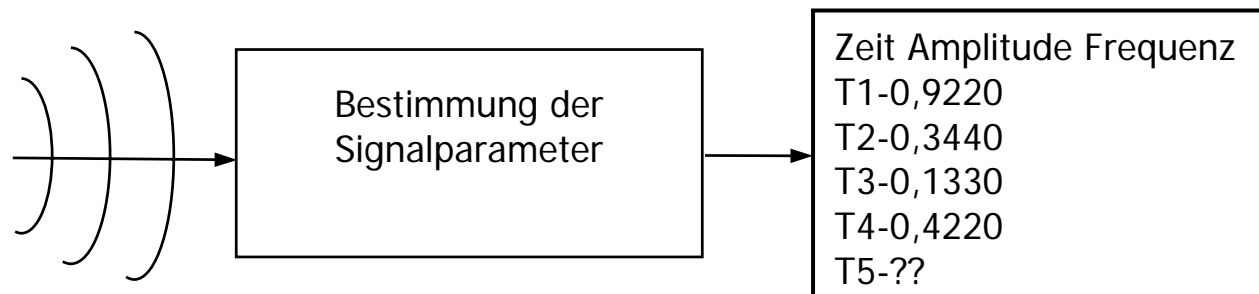 Bestimmung der
Signalparameter
Zeit Amplitude Frequenz
T1-0,9220
T2-0,3440
T3-0,1330
T4-0,4220
T5-??